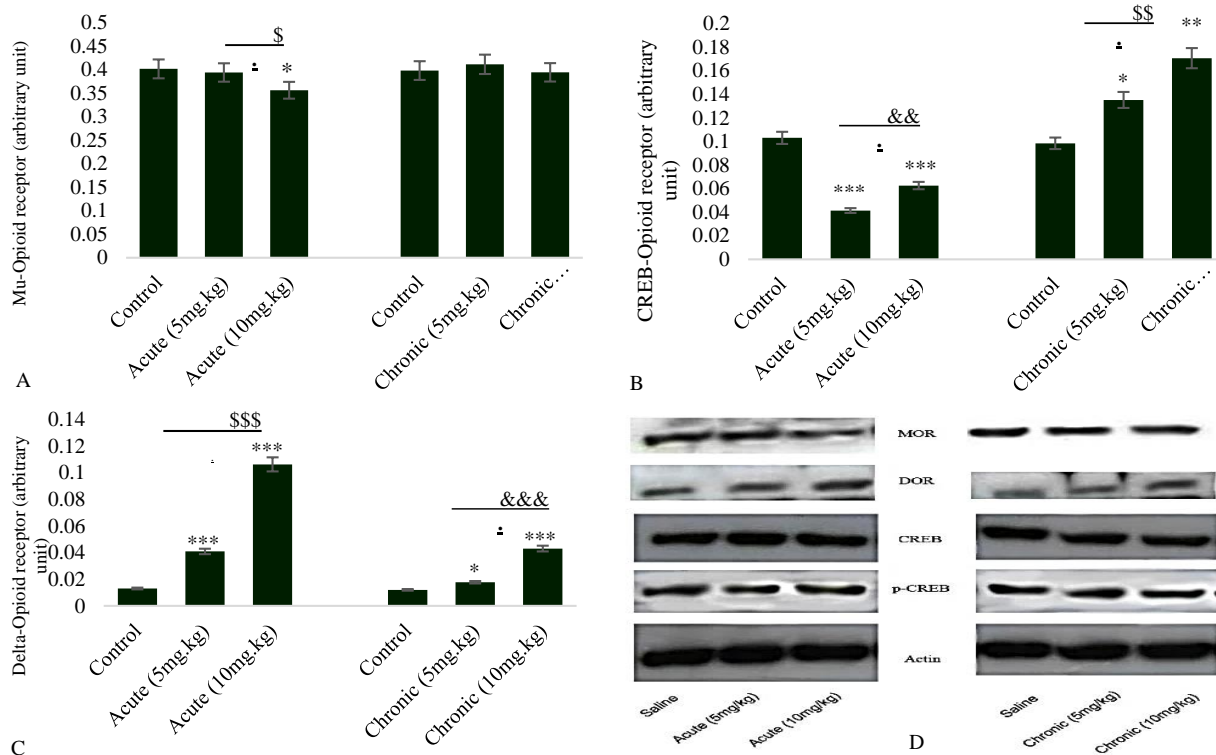 Mu-Opioid receptor (arbitrary unit)
0.5
0.45
0.4
0.35
0.3
0.25
0.2
0.15
0.1
0.05
0
$
*
Control
Acute (5mg.kg)
Acute (10mg.kg)
Control
Chronic (5mg.kg)
Chronic…
A
CREB-Opioid receptor (arbitrary
unit)
0.2
0.18
0.16
0.14
0.12
0.1
0.08
0.06
0.04
0.02
0
***
&&
***
$$
*
**
Control
Acute (5mg.kg)
Acute (10mg.kg)
Control
Chronic (5mg.kg)
Chronic…
B
Delta-Opioid receptor (arbitrary
unit)
0.14
0.12
0.1
0.08
0.06
0.04
0.02
0
$$$
***
***
&&&
*
***
Control
Acute (5mg.kg)
Acute (10mg.kg)
Control
Chronic (5mg.kg)
Chronic (10mg.kg)
C
MOR
DOR
CREB
p-CREB
Actin
Saline
Acute (5mg/kg)
Acute (10mg/kg)
Saline
Chronic (5mg/kg)
Chronic (10mg/kg)
D